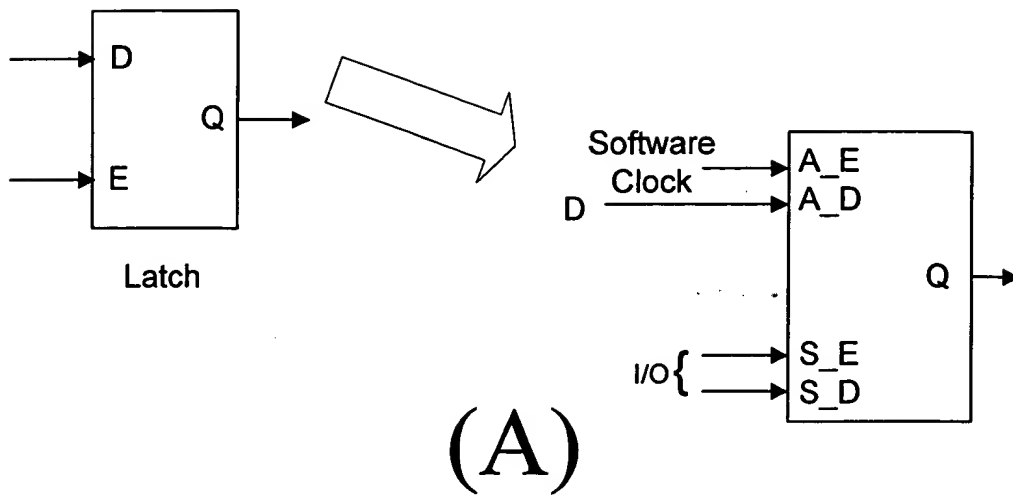 D
Q
E
Latch
Software
Clock
D
A_E
A_D
Q
I/O {
S_E
S_D
(A)